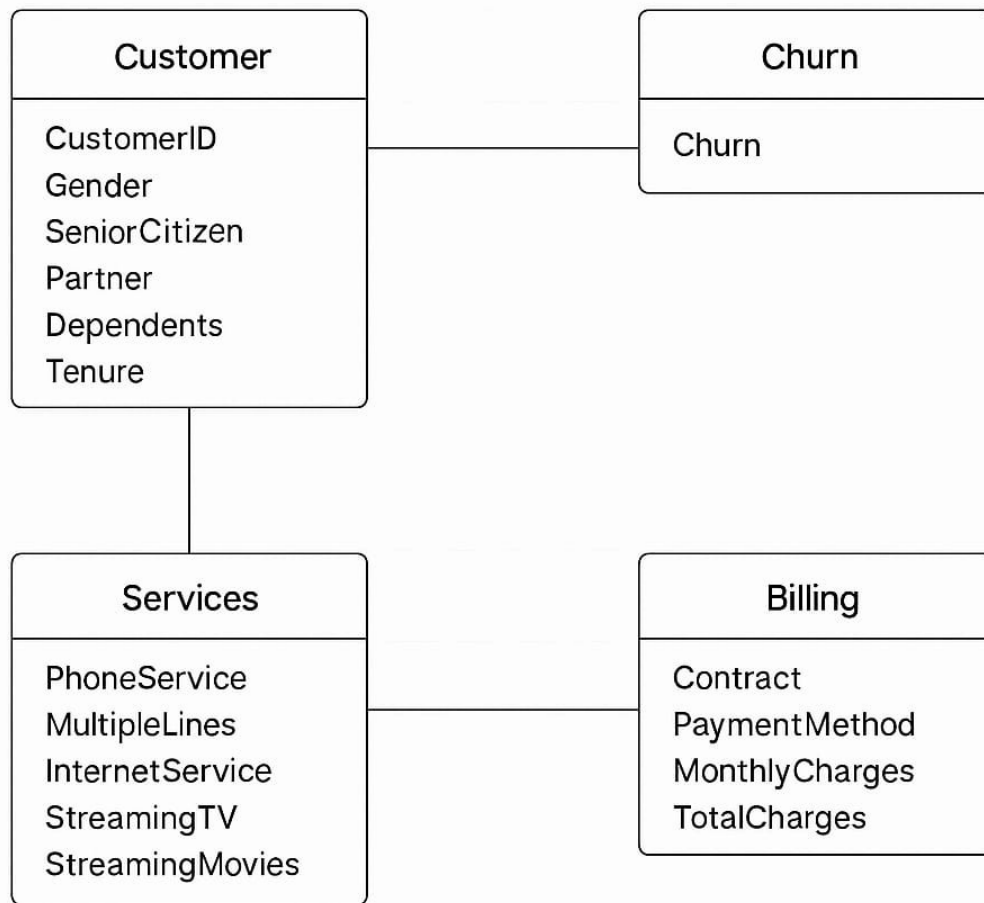 Customer
CustomerID
Gender
SeniorCitizen
Partner
Dependents
Tenure
Churn
Churn
Services
PhoneService
MultipleLines
InternetService
StreamingTV
StreamingMovies
Billing
Contract
PaymentMethod
MonthlyCharges
TotalCharges